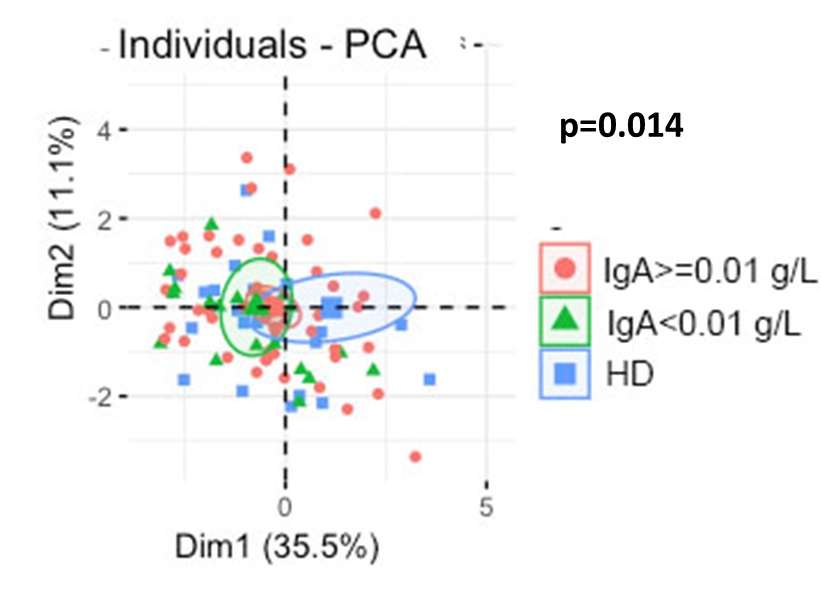 Individuals - PCA
p=0.014
Dim2 (11.1%)
4
2
0
-2
0
5
Dim1 (35.5%)
IgA>=0.01 g/L
IgA<0.01 g/L
HD